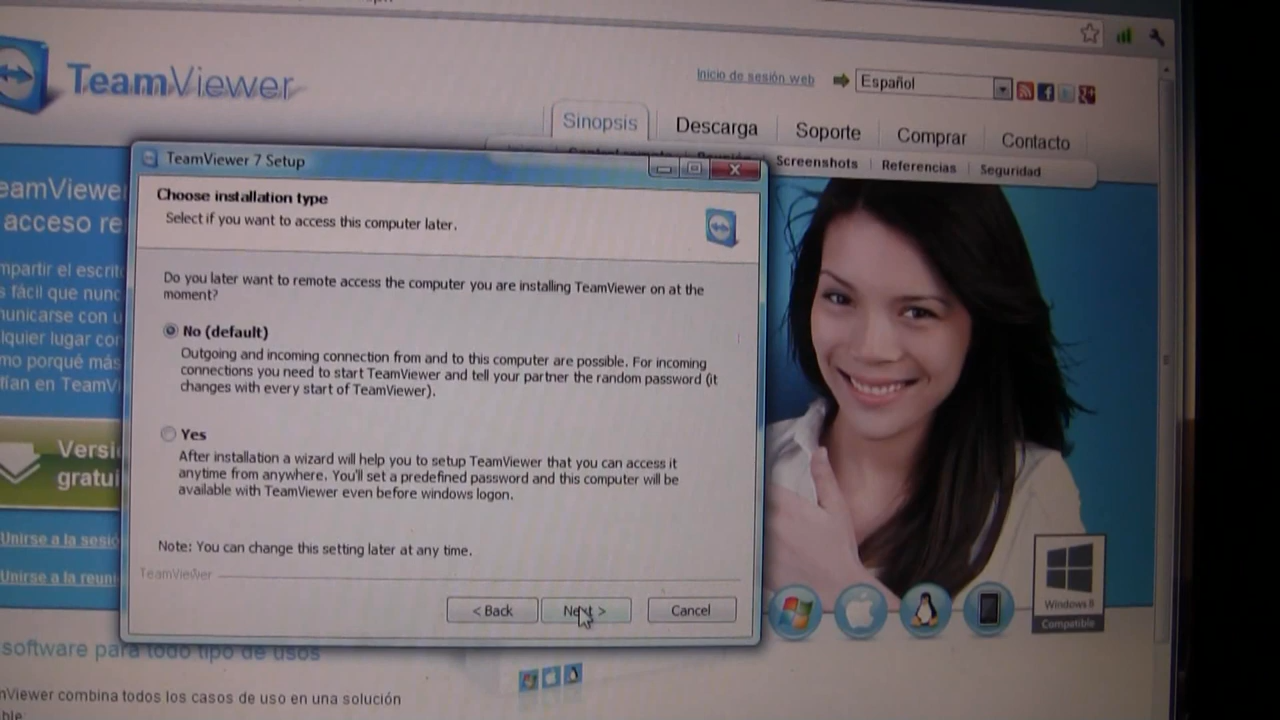 TeamViewer
Inicio de sesión web
Español
Sinopsis
Descarga
Soporte
Comprar
Contacto
Screenshots
Referencias
Seguridad
TeamViewer 7 Setup
Choose installation type
Select if you want to access this computer later.
Do you later want to remote access the computer you are installing TeamViewer on at the
moment?
No (default)
Outgoing and incoming connection from and to this computer are possible. For incoming
connections you need to start TeamViewer and tell your partner the random password (it
changes with every start of TeamViewer).
Yes
After installation a wizard will help you to setup TeamViewer that you can access it
anytime from anywhere. You'll set a predefined password and this computer will be
available with TeamViewer even before windows logon.
Note: You can change this setting later at any time.
TeamViewer
< Back
Next >
Cancel
eamViewer
acceso re
mpartir el escrito
s fácil que nunc
municarse con u
lquier lugar con
mo porqué más
tían en TeamVi
Versi
gratui
Unirse a la sesió
Unirse a la reuni
software para todo tipo de usos
mViewer combina todos los casos de uso en una solución
ble:
Windows 8
Compatible